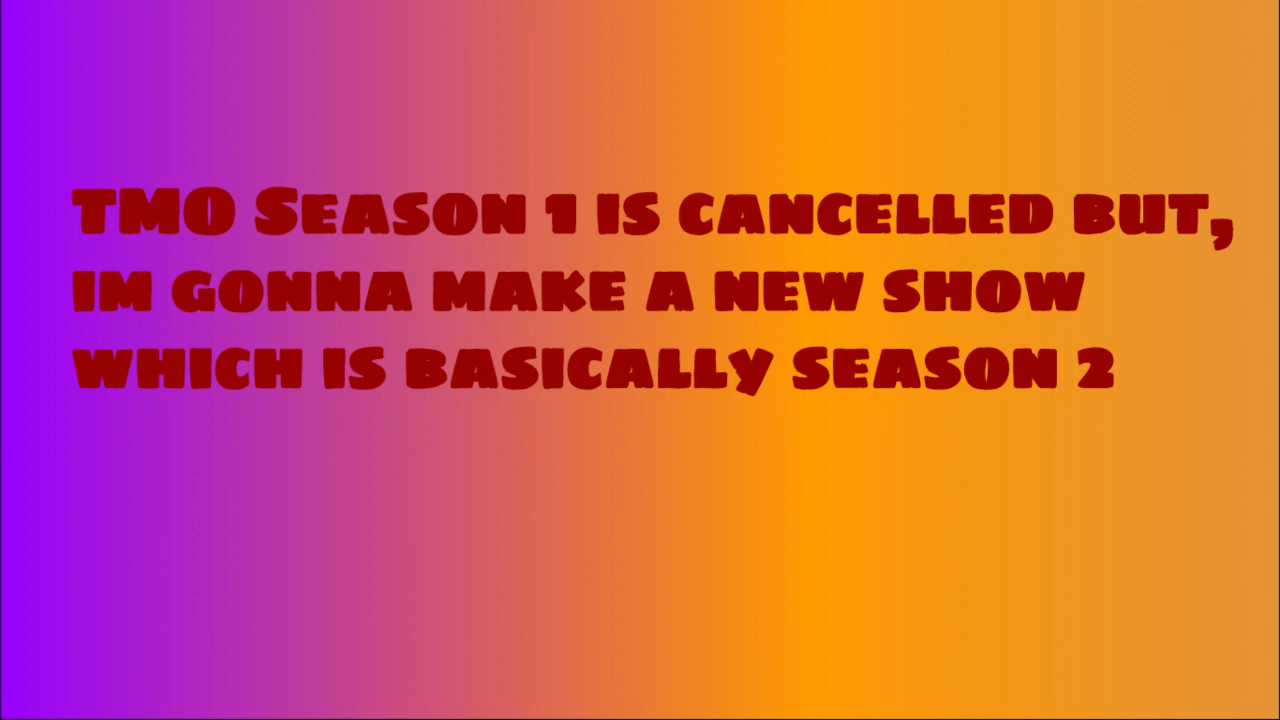 TMO Season 1 is cancelled but,
im gonna make a new show
which is basically season 2